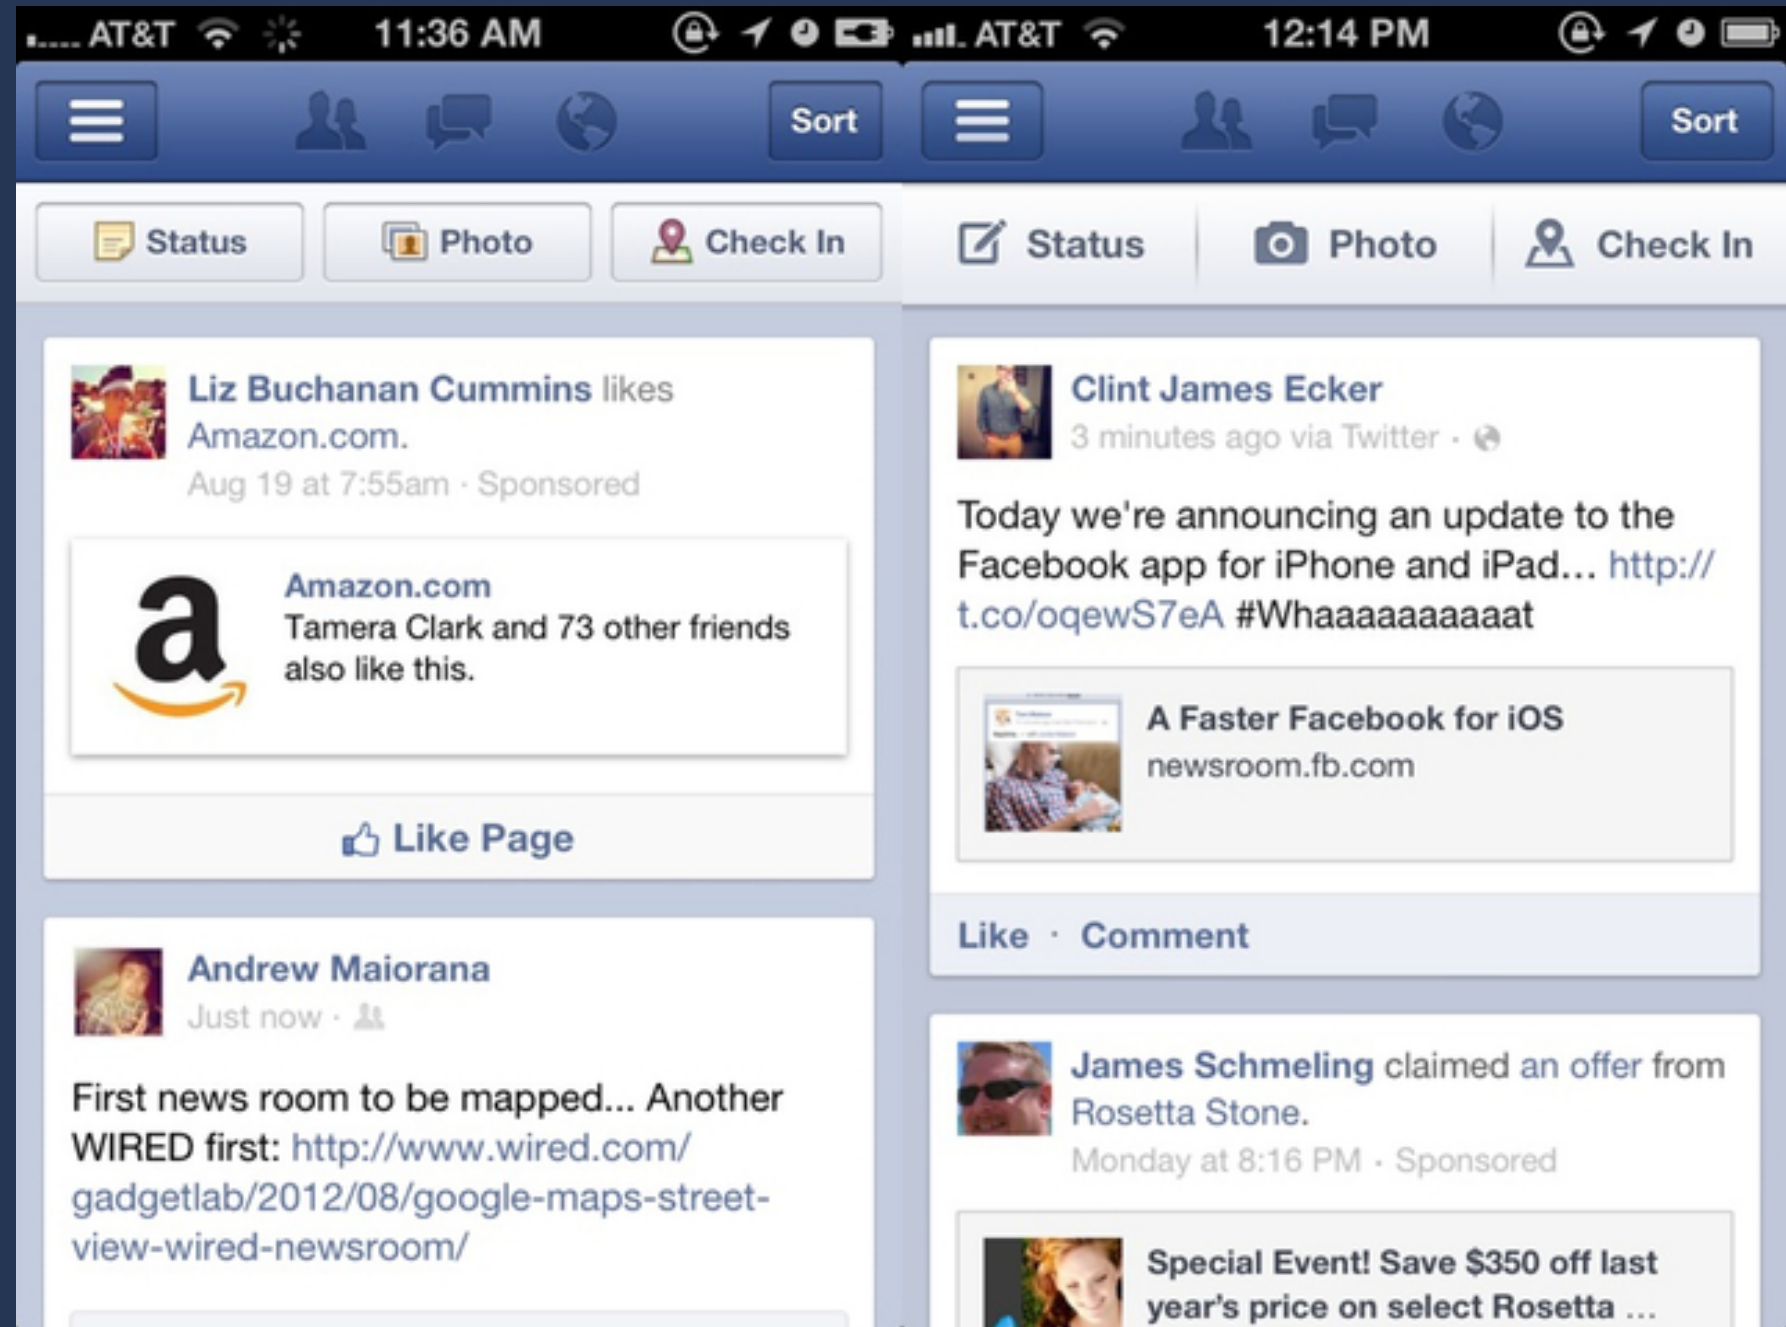 AT&T 11:36 AM
Sort
Status Photo Check In
Liz Buchanan Cummins likes
Amazon.com.
Aug 19 at 7:55am · Sponsored
a
Amazon.com
Tamera Clark and 73 other friends
also like this.
Like Page
Andrew Maiorana
Just now ·
First news room to be mapped... Another
WIRED first: http://www.wired.com/
gadgetlab/2012/08/google-maps-street-
view-wired-newsroom/
AT&T 12:14 PM
Sort
Status Photo Check In
Clint James Ecker
3 minutes ago via Twitter ·
Today we're announcing an update to the
Facebook app for iPhone and iPad... http://
t.co/oqewS7eA #Whaaaaaaaaaat
A Faster Facebook for iOS
newsroom.fb.com
Like · Comment
James Schmeling claimed an offer from
Rosetta Stone.
Monday at 8:16 PM · Sponsored
Special Event! Save $350 off last
year's price on select Rosetta ...